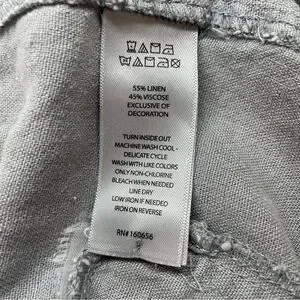 55% LINEN
45% VISCOSE
EXCLUSIVE OF
DECORATION
TURN INSIDE OUT
MACHINE WASH COOL -
DELICATE CYCLE
WASH WITH LIKE COLORS
ONLY NON-CHLORINE
BLEACH WHEN NEEDED
LINE DRY
LOW IRON IF NEEDED
IRON ON REVERSE
RN# 160656